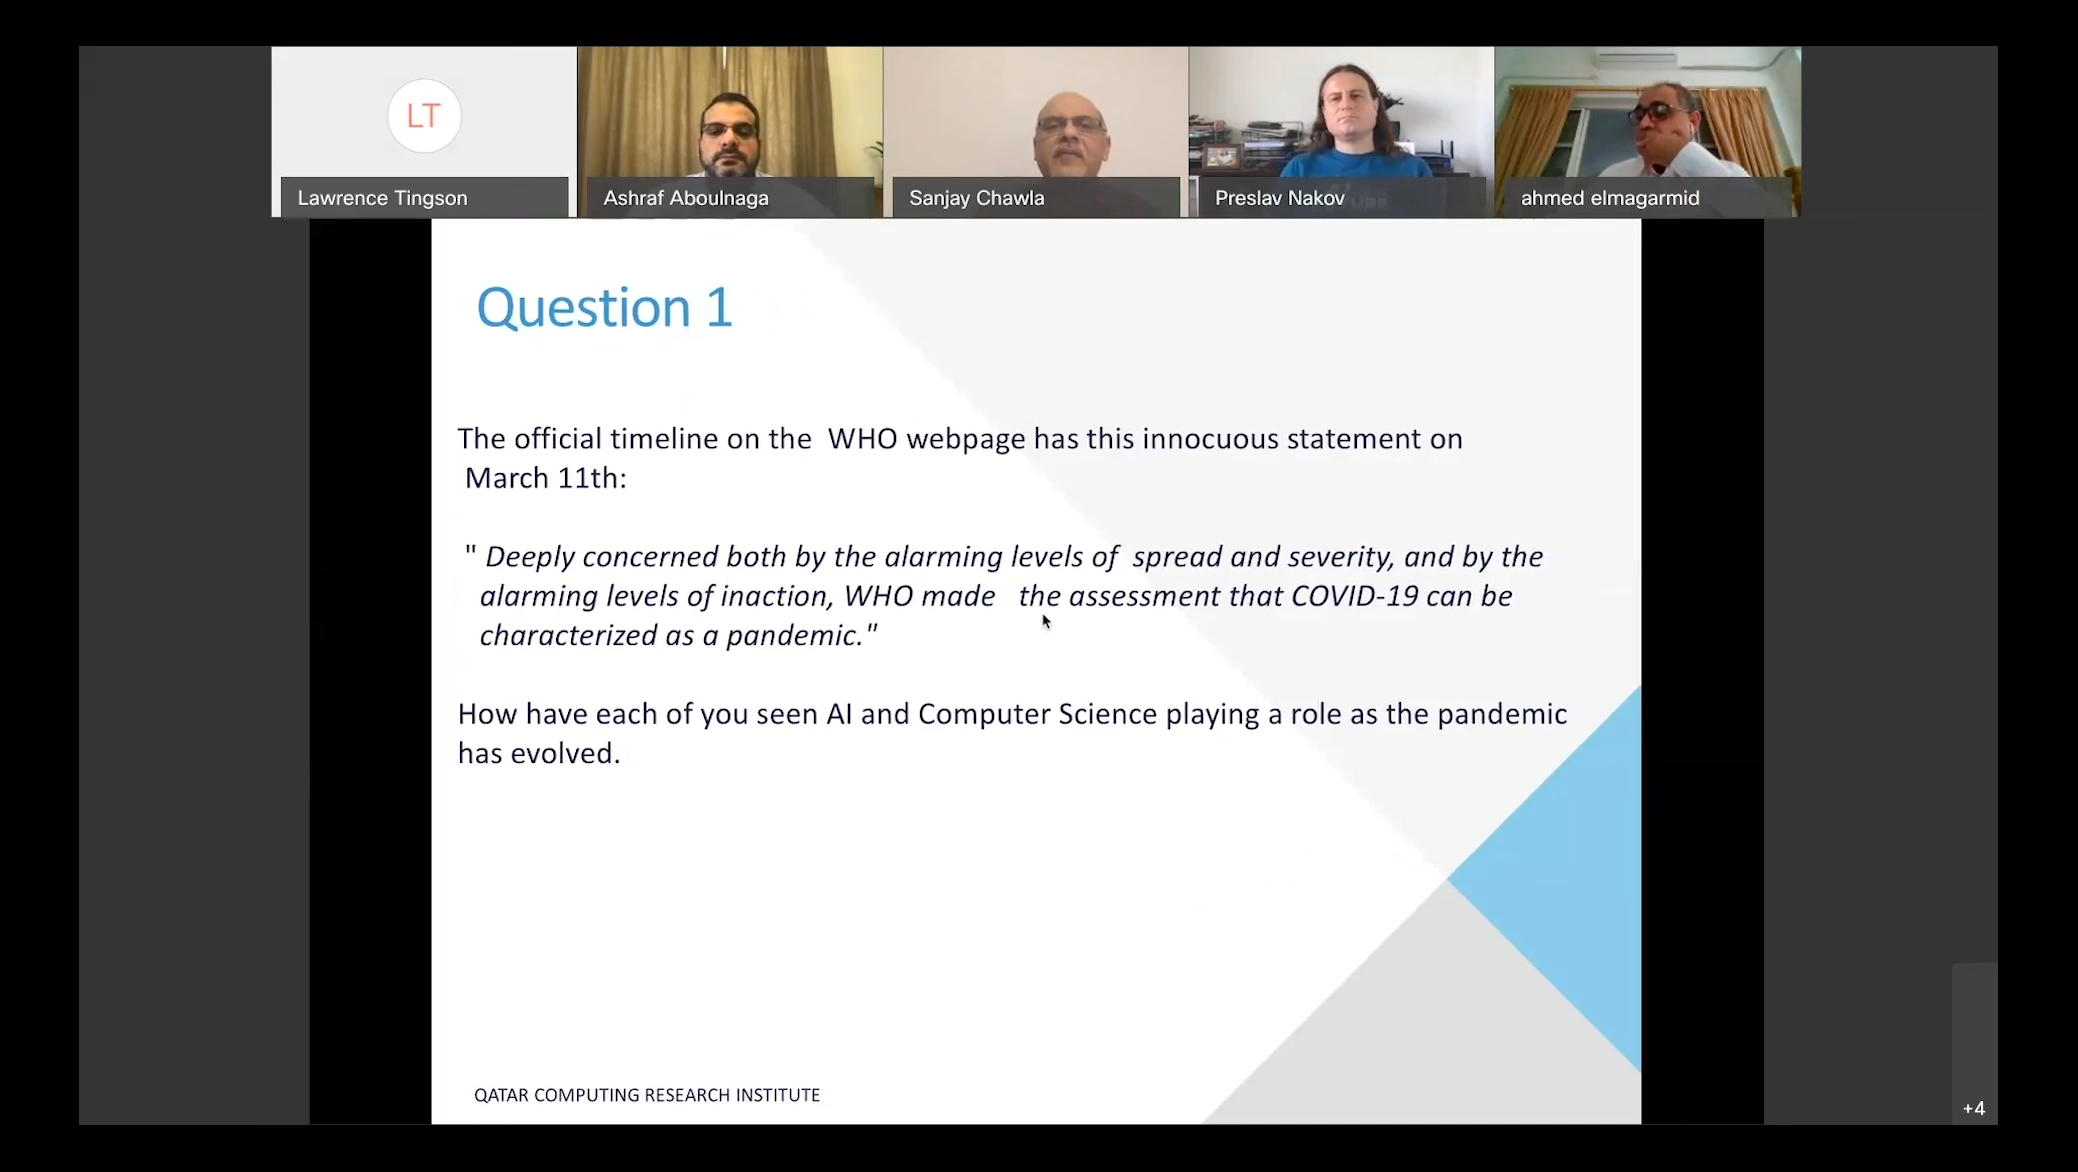 LT
Lawrence Tingson
Ashraf Aboulnaga
Sanjay Chawla
Preslav Nakov
ahmed elmagarmid
Question 1
The official timeline on the WHO webpage has this innocuous statement on
March 11th:
" Deeply concerned both by the alarming levels of spread and severity, and by the
alarming levels of inaction, WHO made the assessment that COVID-19 can be
characterized as a pandemic."
How have each of you seen AI and Computer Science playing a role as the pandemic
has evolved.
QATAR COMPUTING RESEARCH INSTITUTE
+4